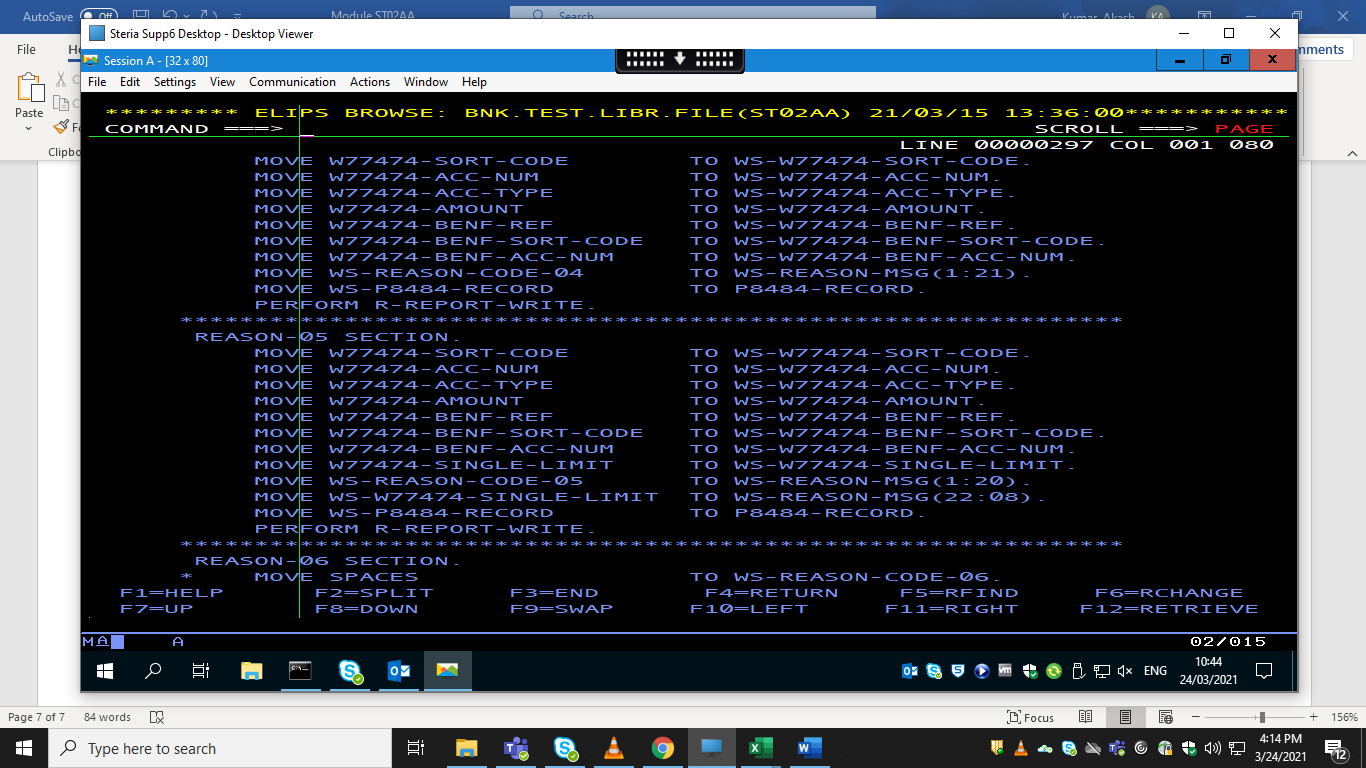 AutoSave Off Module ST02AA Search Kumar, Akash KA
File
Paste
Clipbo
Steria Supp6 Desktop - Desktop Viewer
Session A - [32 x 80]
File Edit Settings View Communication Actions Window Help
********* ELIPS BROWSE: BNK.TEST.LIBR.FILE(ST02AA) 21/03/15 13:36:00***********
COMMAND ===> SCROLL ===> PAGE
LINE 00000297 COL 001 080
MOVE W77474-SORT-CODE TO WS-W77474-SORT-CODE.
MOVE W77474-ACC-NUM TO WS-W77474-ACC-NUM.
MOVE W77474-ACC-TYPE TO WS-W77474-ACC-TYPE.
MOVE W77474-AMOUNT TO WS-W77474-AMOUNT.
MOVE W77474-BENF-REF TO WS-W77474-BENF-REF.
MOVE W77474-BENF-SORT-CODE TO WS-W77474-BENF-SORT-CODE.
MOVE W77474-BENF-ACC-NUM TO WS-W77474-BENF-ACC-NUM.
MOVE WS-REASON-CODE-04 TO WS-REASON-MSG(1:21).
MOVE WS-P8484-RECORD TO P8484-RECORD.
PERFORM R-REPORT-WRITE.
****************************************************************
REASON-05 SECTION.
MOVE W77474-SORT-CODE TO WS-W77474-SORT-CODE.
MOVE W77474-ACC-NUM TO WS-W77474-ACC-NUM.
MOVE W77474-ACC-TYPE TO WS-W77474-ACC-TYPE.
MOVE W77474-AMOUNT TO WS-W77474-AMOUNT.
MOVE W77474-BENF-REF TO WS-W77474-BENF-REF.
MOVE W77474-BENF-SORT-CODE TO WS-W77474-BENF-SORT-CODE.
MOVE W77474-BENF-ACC-NUM TO WS-W77474-BENF-ACC-NUM.
MOVE W77474-SINGLE-LIMIT TO WS-W77474-SINGLE-LIMIT.
MOVE WS-REASON-CODE-05 TO WS-REASON-MSG(1:20).
MOVE WS-W77474-SINGLE-LIMIT TO WS-REASON-MSG(22:08).
MOVE WS-P8484-RECORD TO P8484-RECORD.
PERFORM R-REPORT-WRITE.
****************************************************************
REASON-06 SECTION.
* MOVE SPACES TO WS-REASON-CODE-06.
F1=HELP F2=SPLIT F3=END F4=RETURN F5=RFIND F6=RCHANGE
F7=UP F8=DOWN F9=SWAP F10=LEFT F11=RIGHT F12=RETRIEVE
MA A 02/015
ENG 10:44
24/03/2021
Page 7 of 7 84 words Focus 156%
Type here to search 4:14 PM
3/24/2021 12